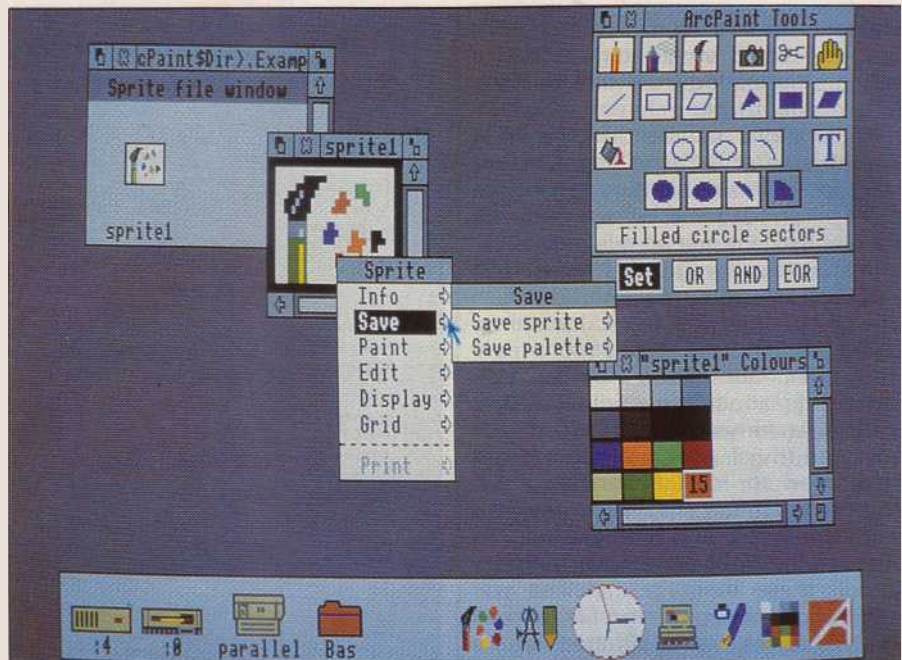 cPaint$Dir>.Examp
Sprite file window
sprite1
sprite1
Sprite
Info
Save
Paint
Edit
Display
Grid
Print
Save
Save sprite
Save palette
ArcPaint Tools
T
Filled circle sectors
Set OR AND EOR
"sprite1" Colours
15
:4
:0
parallel
Bas